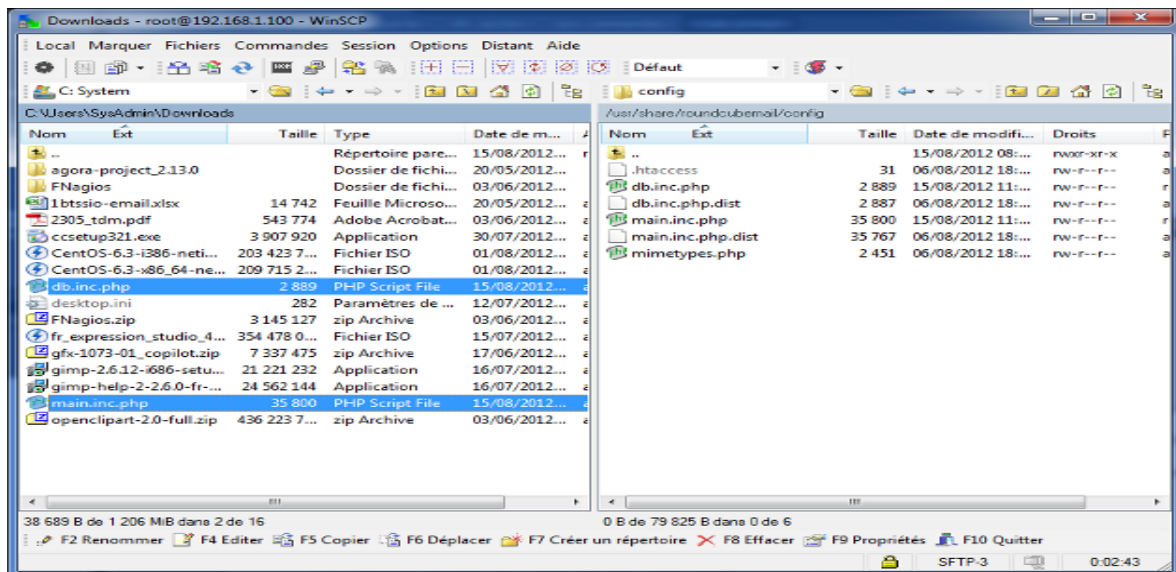 Downloads - root@192.168.1.100 - WinSCP
Local Marquer Fichiers Commandes Session Options Distant Aide
Défaut
C: System
config
C:\Users\SysAdmin\Downloads
/usr/share/roundcubemail/config
Nom Ext Taille Type Date de m...
Nom Ext Taille Date de modifi... Droits
.. Répertoire pare... 15/08/2012...
agora-project_2.13.0 Dossier de fichi... 20/05/2012...
FNagios Dossier de fichi... 03/06/2012...
1btssio-email.xlsx 14 742 Feuille Microso... 20/05/2012...
2305_tdm.pdf 543 774 Adobe Acrobat... 03/06/2012...
ccsetup321.exe 3 907 920 Application 30/07/2012...
CentOS-6.3-i386-neti... 203 423 7... Fichier ISO 01/08/2012...
CentOS-6.3-x86_64-ne... 209 715 2... Fichier ISO 01/08/2012...
db.inc.php 2 889 PHP Script File 15/08/2012...
desktop.ini 282 Paramètres de ... 12/07/2012...
FNagios.zip 3 145 127 zip Archive 03/06/2012...
fr_expression_studio_4... 354 478 0... Fichier ISO 15/07/2012...
gfx-1073-01_copilot.zip 7 337 475 zip Archive 17/06/2012...
gimp-2.6.12-i686-setu... 21 221 232 Application 16/07/2012...
gimp-help-2-2.6.0-fr-... 24 562 144 Application 16/07/2012...
main.inc.php 35 800 PHP Script File 15/08/2012...
openclipart-2.0-full.zip 436 223 7... zip Archive 03/06/2012...
.. 15/08/2012 08:... rwxr-xr-x
.htaccess 31 06/08/2012 18:... rw-r--r--
db.inc.php 2 889 15/08/2012 11:... rw-r--r--
db.inc.php.dist 2 887 06/08/2012 18:... rw-r--r--
main.inc.php 35 800 15/08/2012 11:... rw-r--r--
main.inc.php.dist 35 767 06/08/2012 18:... rw-r--r--
mimetypes.php 2 451 06/08/2012 18:... rw-r--r--
38 689 B de 1 206 MiB dans 2 de 16
0 B de 79 825 B dans 0 de 6
F2 Renommer F4 Editer F5 Copier F6 Déplacer F7 Créer un répertoire F8 Effacer F9 Propriétés F10 Quitter
SFTP-3 0:02:43